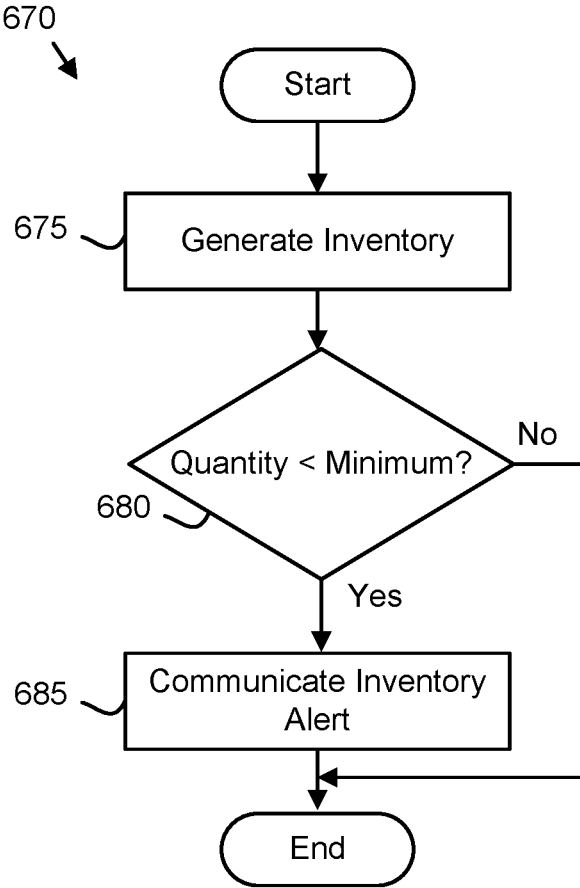 670
Start
675
Generate Inventory
No
Quantity < Minimum?
680
Yes
685
Communicate Inventory
Alert
End